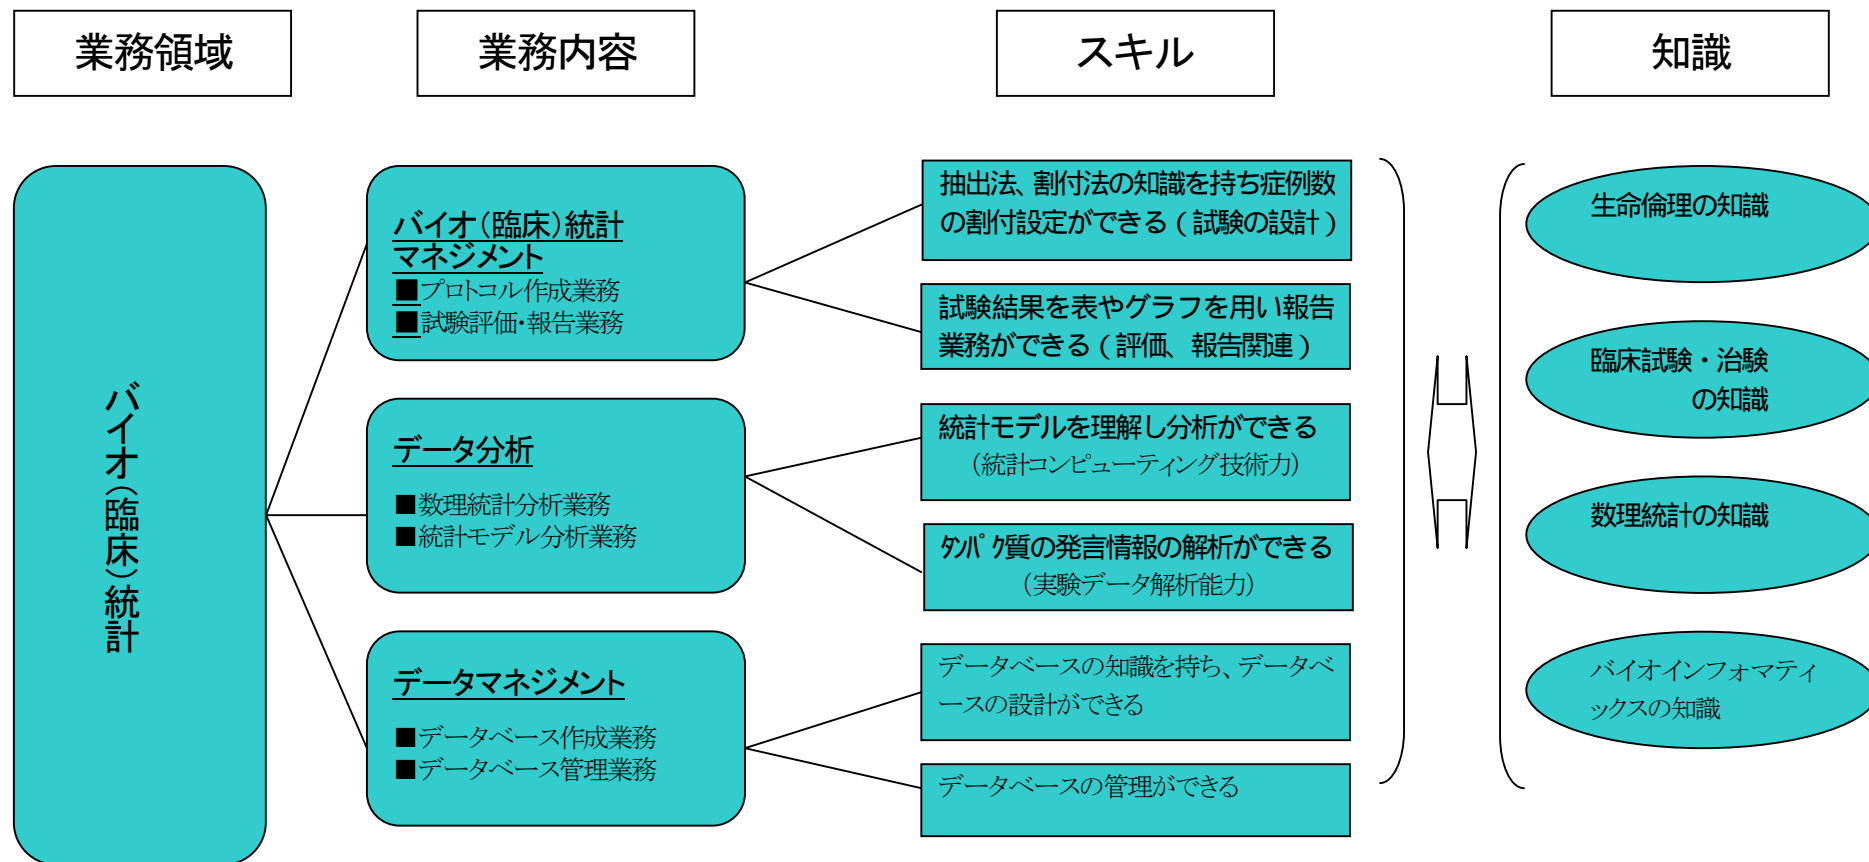 業務領域
業務内容
スキル
知識
バイオ（臨床）統計
バイオ（臨床）統計
マネジメント
■プロトコル作成業務
■試験評価・報告業務
データ分析
■数理統計分析業務
■統計モデル分析業務
データマネジメント
■データベース作成業務
■データベース管理業務
抽出法、割付法の知識を持ち症例数
の割付設定ができる（試験の設計）
試験結果を表やグラフを用い報告
業務ができる（評価、報告関連）
統計モデルを理解し分析ができる
（統計コンピューティング技術力）
ﾀﾝﾊﾟｸ質の発言情報の解析ができる
（実験データ解析能力）
データベースの知識を持ち、データベ
ースの設計ができる
データベースの管理ができる
生命倫理の知識
臨床試験・治験
の知識
数理統計の知識
バイオインフォマティ
ックスの知識